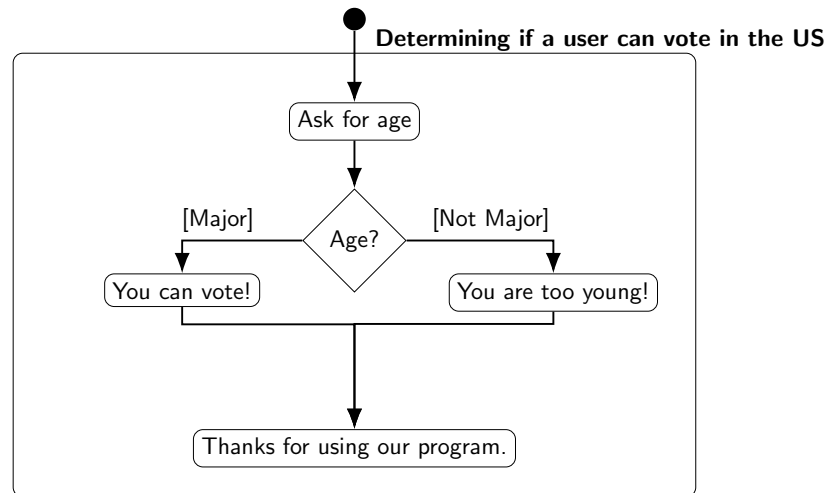 Determining if a user can vote in the US
Ask for age
[Major]
[Not Major]
Age?
You can vote!
You are too young!
Thanks for using our program.